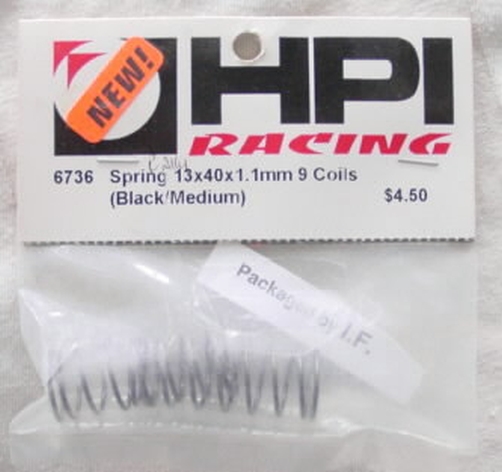 NEW!
HPI
RACING
6736 Spring 13x40x1.1mm 9 Coils
(Black/Medium)
$4.50
Packaged by I.F.